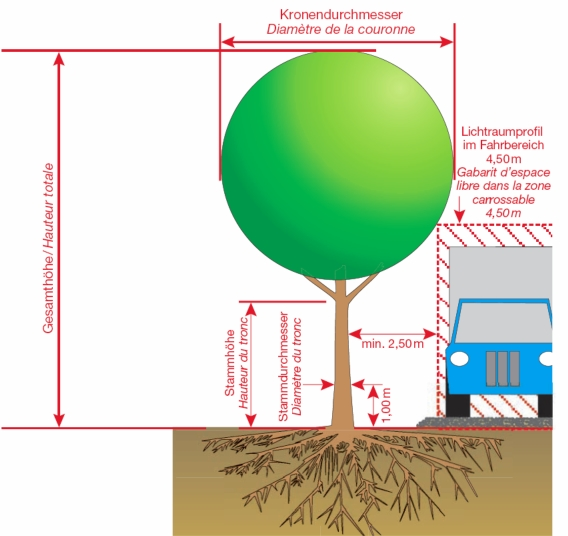 Kronendurchmesser
Diamètre de la couronne
Lichtraumprofil
im Fahrbereich
4,50 m
Gabarit d'espace
libre dans la zone
carrossable
4,50 m
Gesamthöhe/Hauteur totale
Stammhöhe
Hauteur du tronc
Stammdurchmesser
Diamètre du tronc
min. 2,50 m
1,00 m